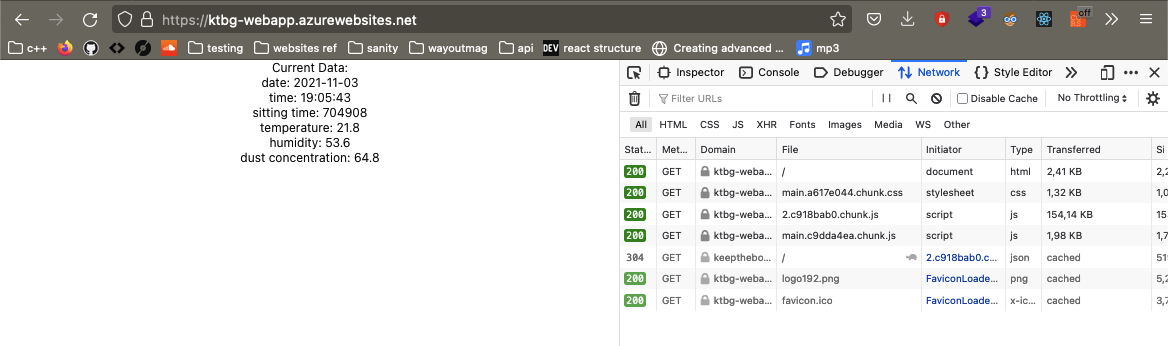 https://ktbg-webapp.azurewebsites.net
3
off
c++
testing
websites ref
sanity
wayoutmag
api
DEV react structure
Creating advanced ...
mp3
Current Data:
date: 2021-11-03
time: 19:05:43
sitting time: 704908
temperature: 21.8
humidity: 53.6
dust concentration: 64.8
Inspector Console Debugger Network Style Editor
Filter URLs Disable Cache No Throttling
All HTML CSS JS XHR Fonts Images Media WS Other
Stat... Met... Domain File Initiator Type Transferred Si
200 GET ktbg-weba... / document html 2,41 KB 2,2
200 GET ktbg-weba... main.a617e044.chunk.css stylesheet css 1,32 KB 1,0
200 GET ktbg-weba... 2.c918bab0.chunk.js script js 154,14 KB 15
200 GET ktbg-weba... main.c9dda4ea.chunk.js script js 1,98 KB 1,7
304 GET keepthebo... / 2.c918bab0.c... json cached 519
200 GET ktbg-weba... logo192.png FaviconLoade... png cached 5,2
200 GET ktbg-weba... favicon.ico FaviconLoade... x-ic... cached 3,7